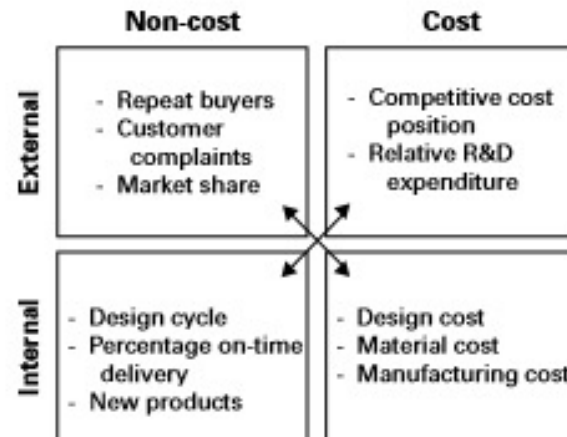 Non-cost
Cost
External
- Repeat buyers
- Customer
complaints
- Market share
- Competitive cost
position
- Relative R&D
expenditure
Internal
- Design cycle
- Percentage on-time
delivery
- New products
- Design cost
- Material cost
- Manufacturing cost